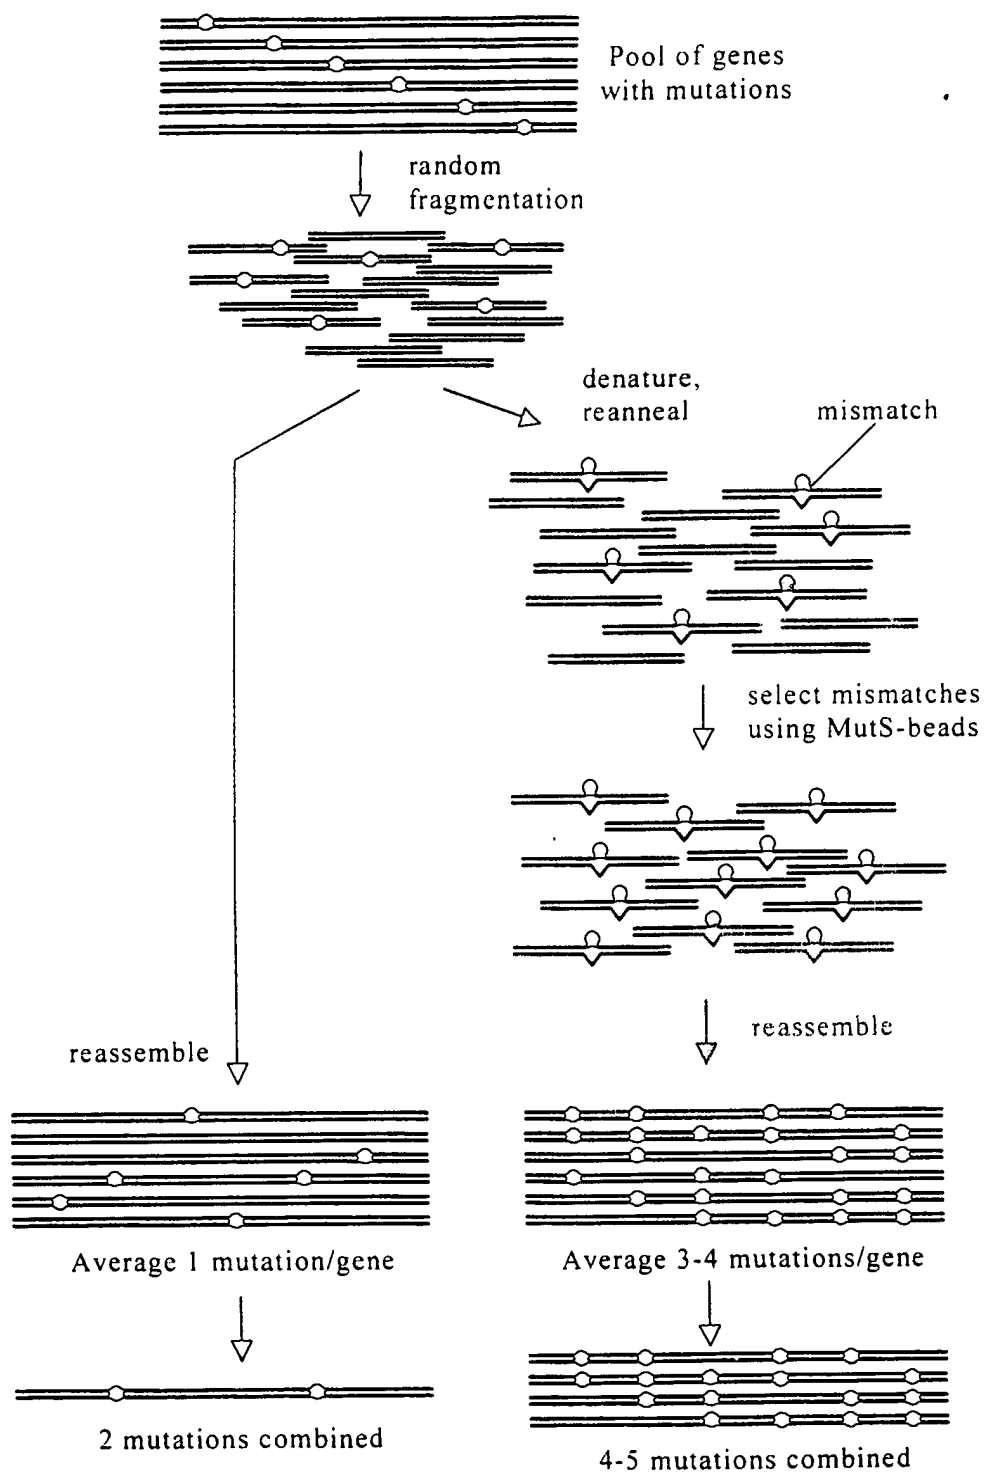 Pool of genes
with mutations
random
fragmentation
denature,
reanneal
mismatch
select mismatches
using MutS-beads
reassemble
reassemble
Average 1 mutation/gene
Average 3-4 mutations/gene
2 mutations combined
4-5 mutations combined